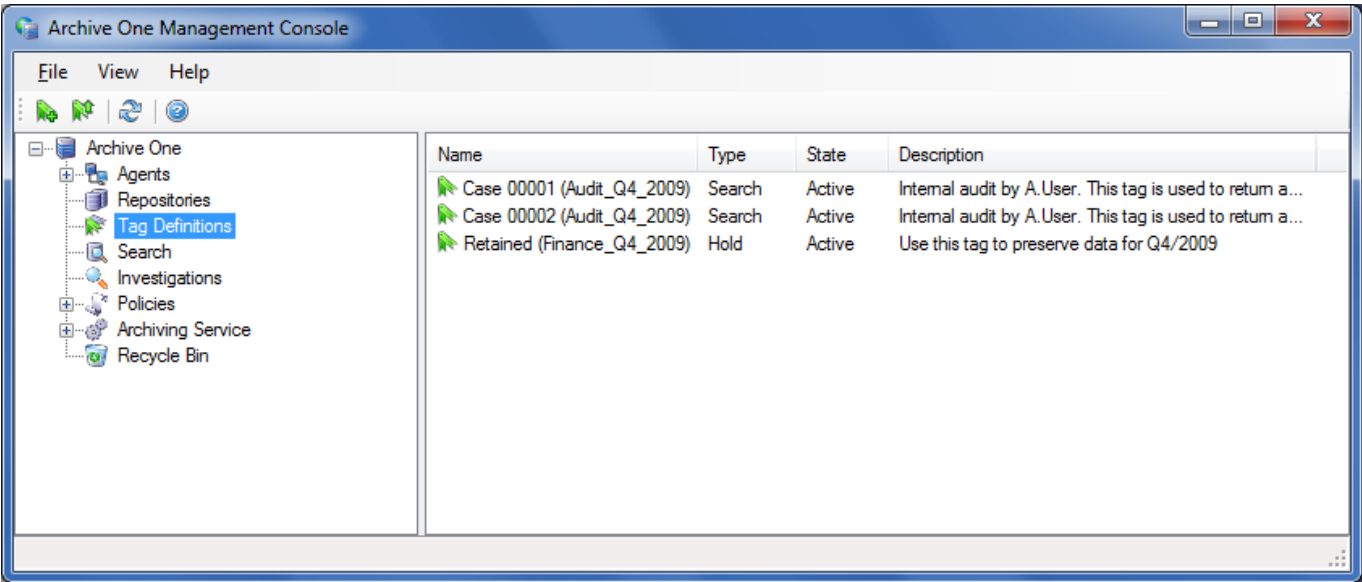 Archive One Management Console
File View Help
Archive One
Agents
Repositories
Tag Definitions
Search
Investigations
Policies
Archiving Service
Recycle Bin
Name Type State Description
Case 00001 (Audit_Q4_2009) Search Active Internal audit by A.User. This tag is used to return a...
Case 00002 (Audit_Q4_2009) Search Active Internal audit by A.User. This tag is used to return a...
Retained (Finance_Q4_2009) Hold Active Use this tag to preserve data for Q4/2009